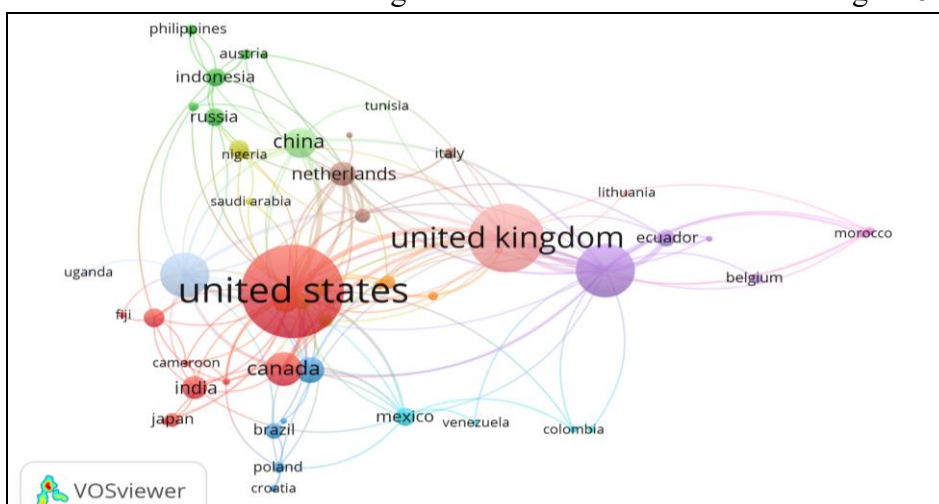 philippines
austria
indonesia
russia
tunisia
china
nigeria
italy
netherlands
lithuania
saudi arabia
united kingdom
ecuador
morocco
uganda
belgium
united states
fiji
cameroon
canada
india
japan
mexico
venezuela
brazil
colombia
poland
croatia
VOSviewer